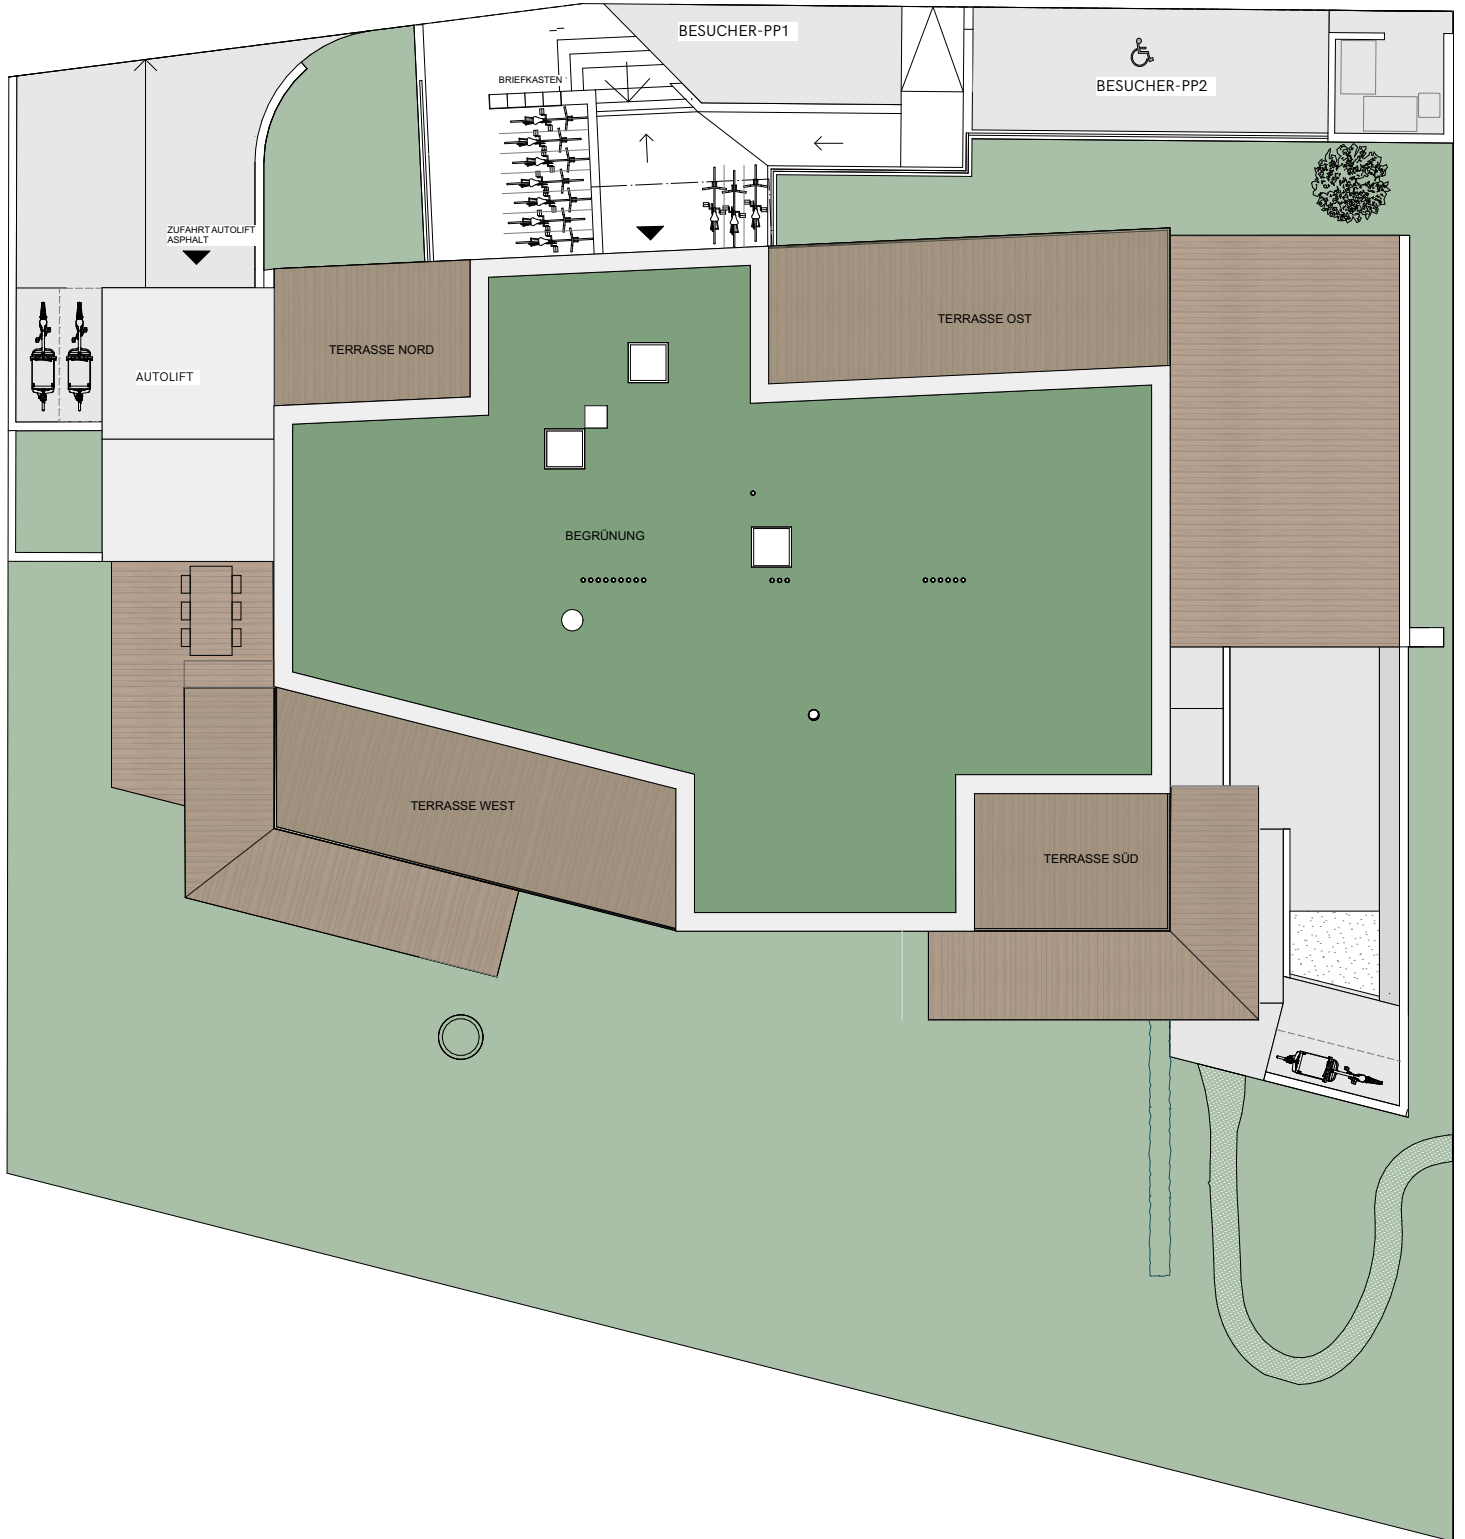 BESUCHER-PP1
BESUCHER-PP2
BRIEFKASTEN
ZUFAHRT AUTOLIFT
ASPHALT
TERRASSE OST
TERRASSE NORD
AUTOLIFT
BEGRÜNUNG
TERRASSE WEST
TERRASSE SÜD